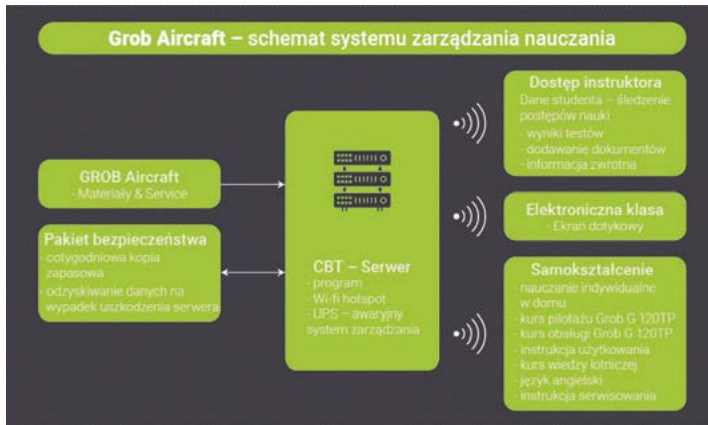 Grob Aircraft – schemat systemu zarządzania nauczania
GROB Aircraft
- Materiały & Service
Pakiet bezpieczeństwa
- cotygodniowa kopia
zapasowa
- odzyskiwanie danych na
wypadek uszkodzenia serwera
CBT – Serwer
- program
- Wi-fi hotspot
- UPS – awaryjny
system zarządzania
Dostęp instruktora
Dane studenta – śledzenie
postępów nauki
- wyniki testów
- dodawanie dokumentów
- informacja zwrotna
Elektroniczna klasa
- Ekran dotykowy
Samokształcenie
- nauczanie indywidualne
w domu
- kurs pilotażu Grob G 120TP
- kurs obsługi Grob G 120TP
- instrukcja użytkowania
- kurs wiedzy lotniczej
- język angielski
- instrukcja serwisowania